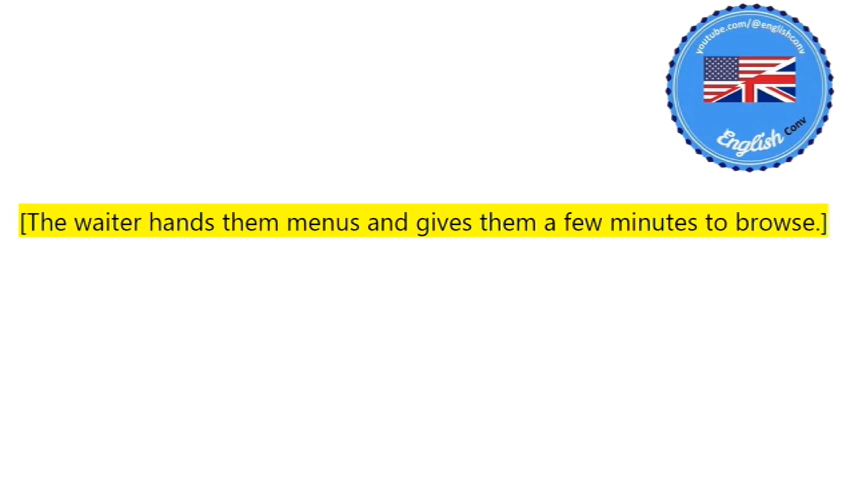 youtube.com/@englishconv
English Conv
[The waiter hands them menus and gives them a few minutes to browse.]